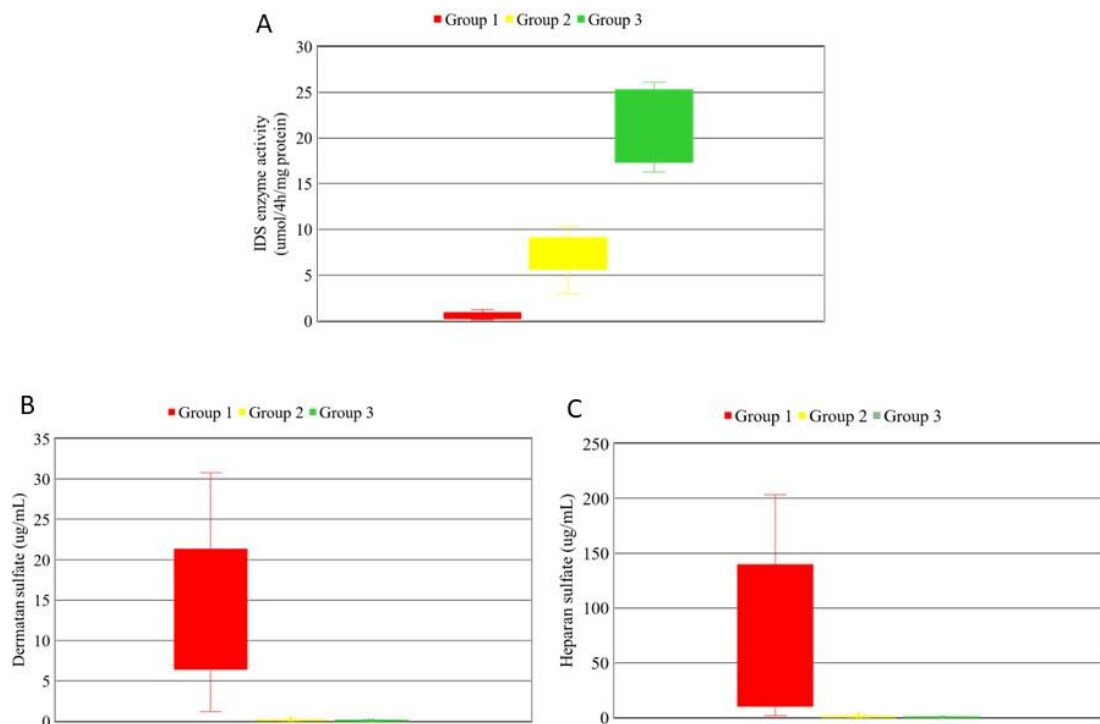 A
Group 1 Group 2 Group 3
30
25
20
15
10
5
0
IDS enzyme activity
(umol/4h/mg protein)
B
Group 1 Group 2 Group 3
35
30
25
20
15
10
5
0
Dermatan sulfate (ug/mL)
C
Group 1 Group 2 Group 3
250
200
150
100
50
0
Heparan sulfate (ug/mL)